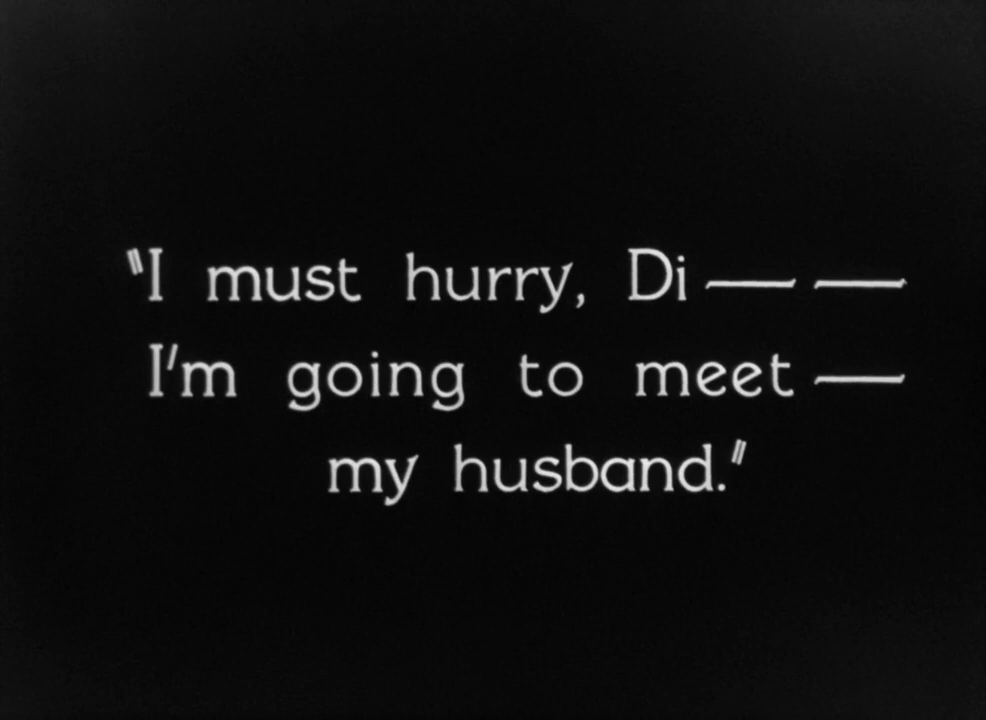 "I must hurry, Di — —
I'm going to meet —
my husband."